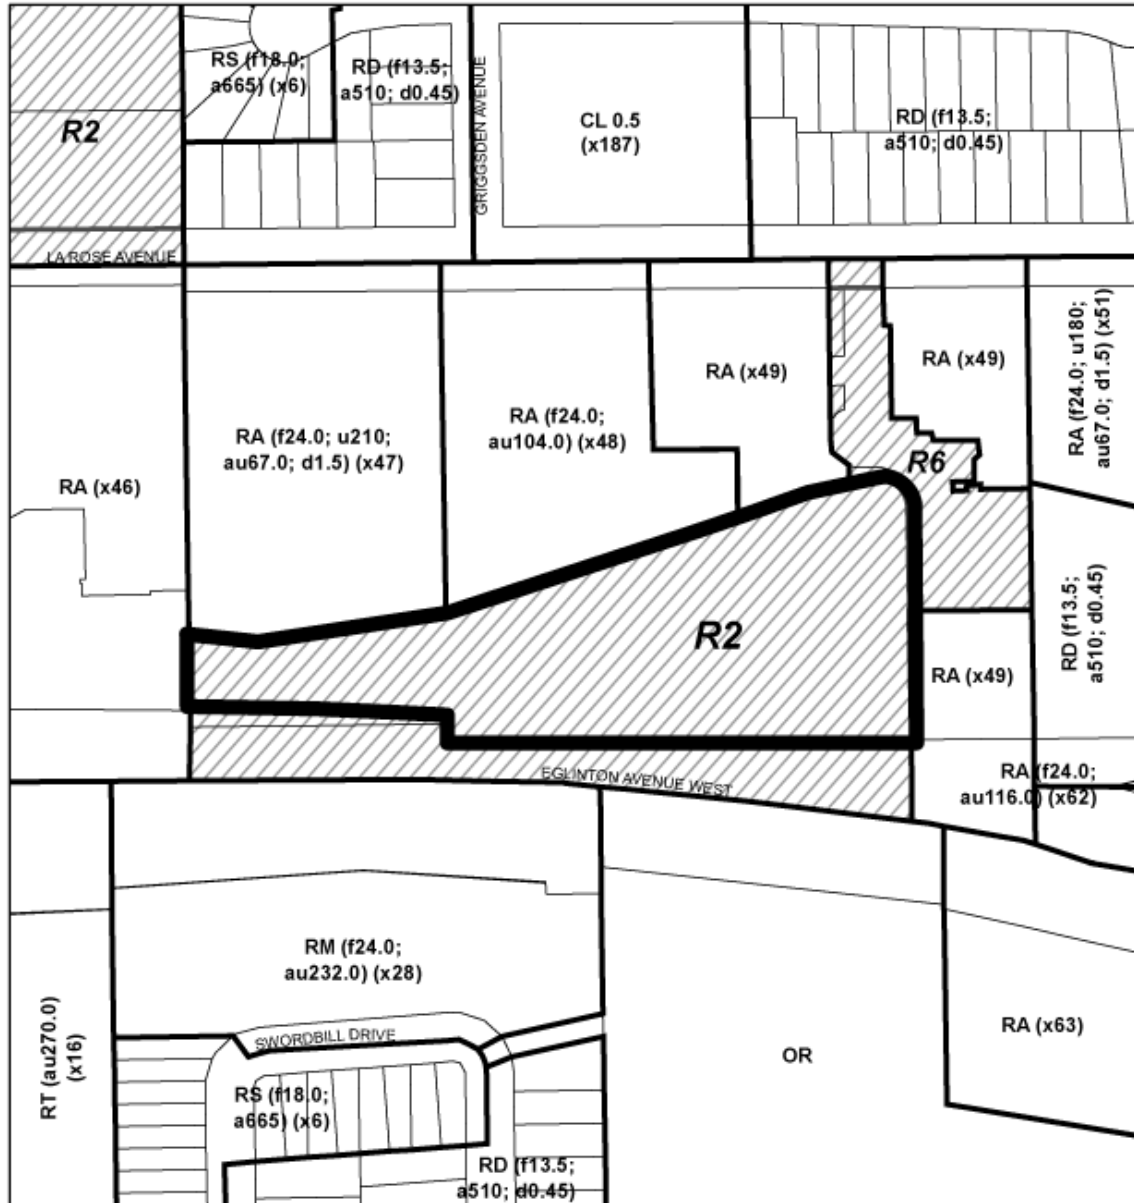 RS (f18.0;
a665) (x6)
RD (f13.5;
a510; d0.45)
GRIGGSDEN AVENUE
CL 0.5
(x187)
RD (f13.5;
a510; d0.45)
R2
LA ROSE AVENUE
RA (x46)
RA (f24.0; u210;
au67.0; d1.5) (x47)
RA (f24.0;
au104.0) (x48)
RA (x49)
RA (x49)
RA (f24.0; u180;
au67.0; d1.5) (x51)
R6
R2
RA (x49)
RD (f13.5;
a510; d0.45)
EGLINTON AVENUE WEST
RA (f24.0;
au116.0) (x62)
RM (f24.0;
au232.0) (x28)
RT (au270.0)
(x16)
SWORDBILL DRIVE
RS (f18.0;
a665) (x6)
RD (f13.5;
a510; d0.45)
OR
RA (x63)